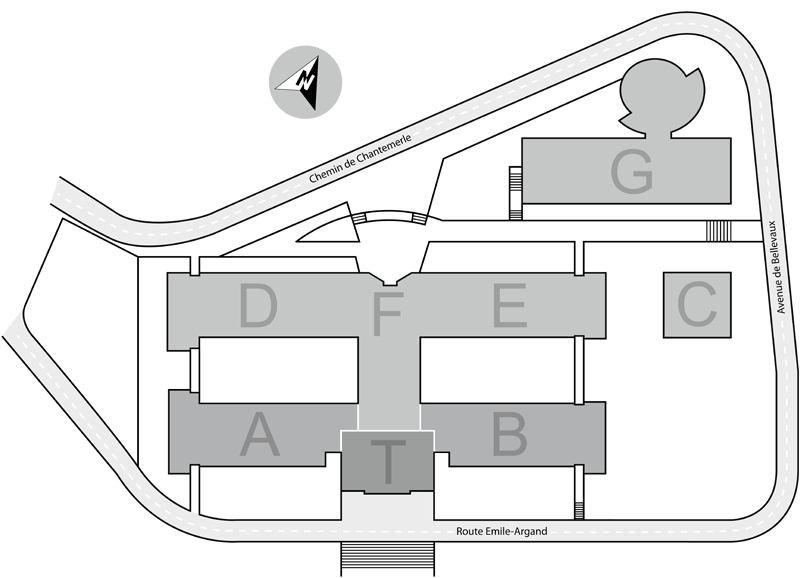 N
Chemin de Chantemerle
G
Avenue de Bellevaux
D
F
E
C
A
T
B
Route Emile-Argand